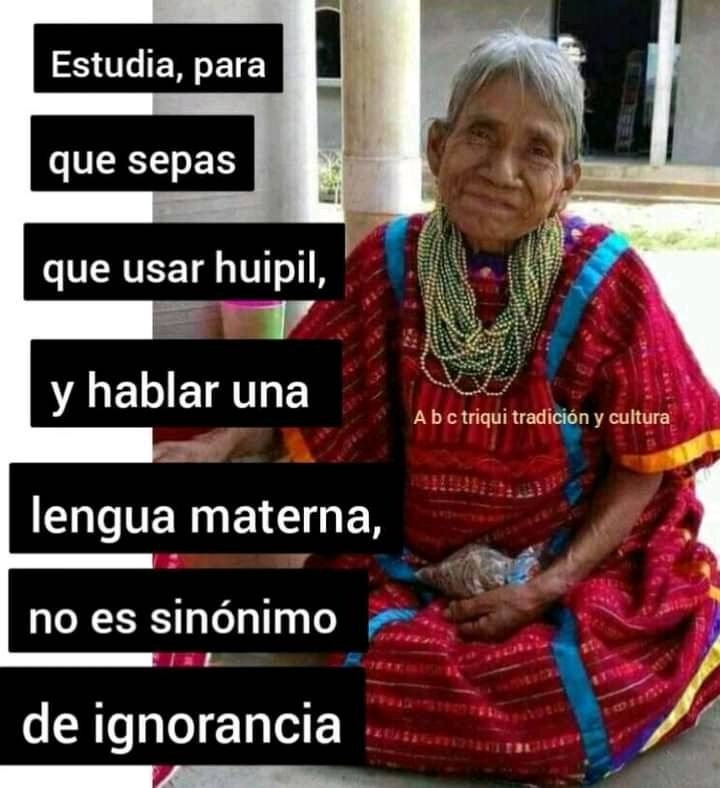 Estudia, para
que sepas
que usar huipil,
y hablar una
A b c triqui tradición y cultura
lengua materna,
no es sinónimo
de ignorancia